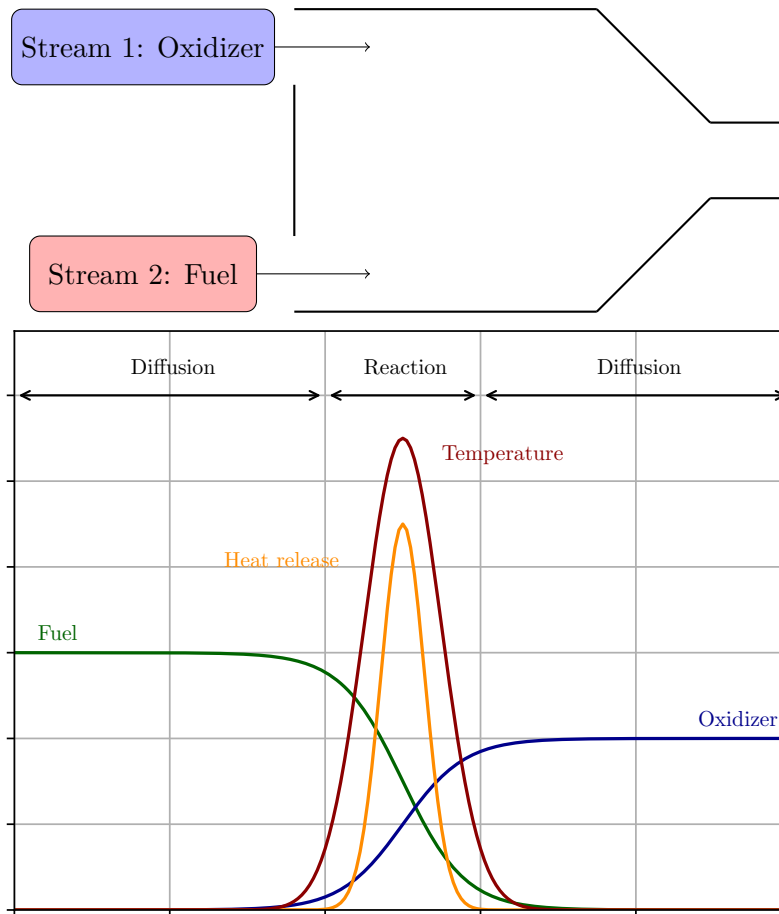 Stream 1: Oxidizer
Stream 2: Fuel
Diffusion
Reaction
Diffusion
Temperature
Heat release
Fuel
Oxidizer